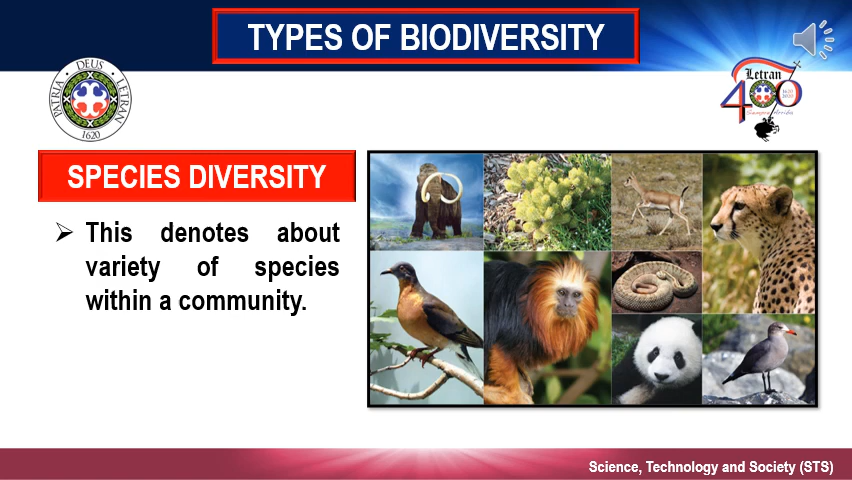 TYPES OF BIODIVERSITY
DEUS
PATRIA
LETRAN
1620
Letran
400
SPECIES DIVERSITY
This denotes about
variety of species
within a community.
Science, Technology and Society (STS)